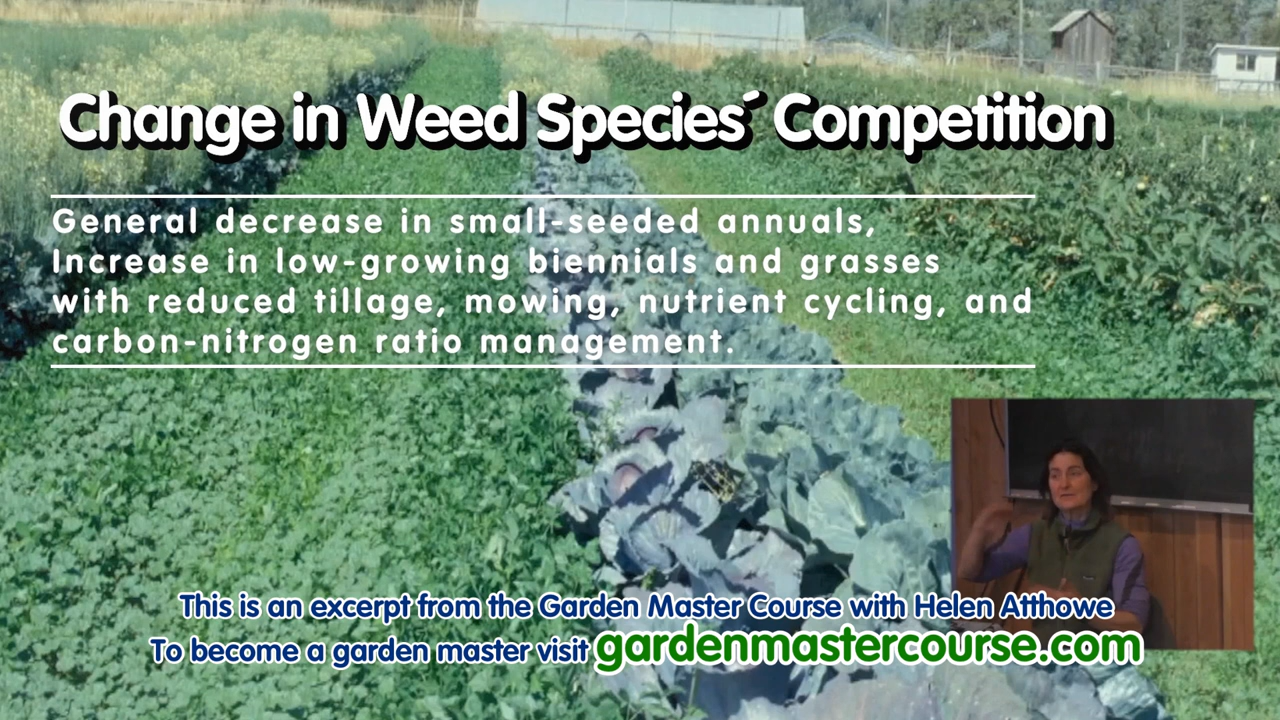 Change in Weed Species´ Competition
General decrease in small-seeded annuals,
Increase in low-growing biennials and grasses
with reduced tillage, mowing, nutrient cycling, and
carbon-nitrogen ratio management.
This is an excerpt from the Garden Master Course with Helen Atthowe
To become a garden master visit gardenmastercourse.com